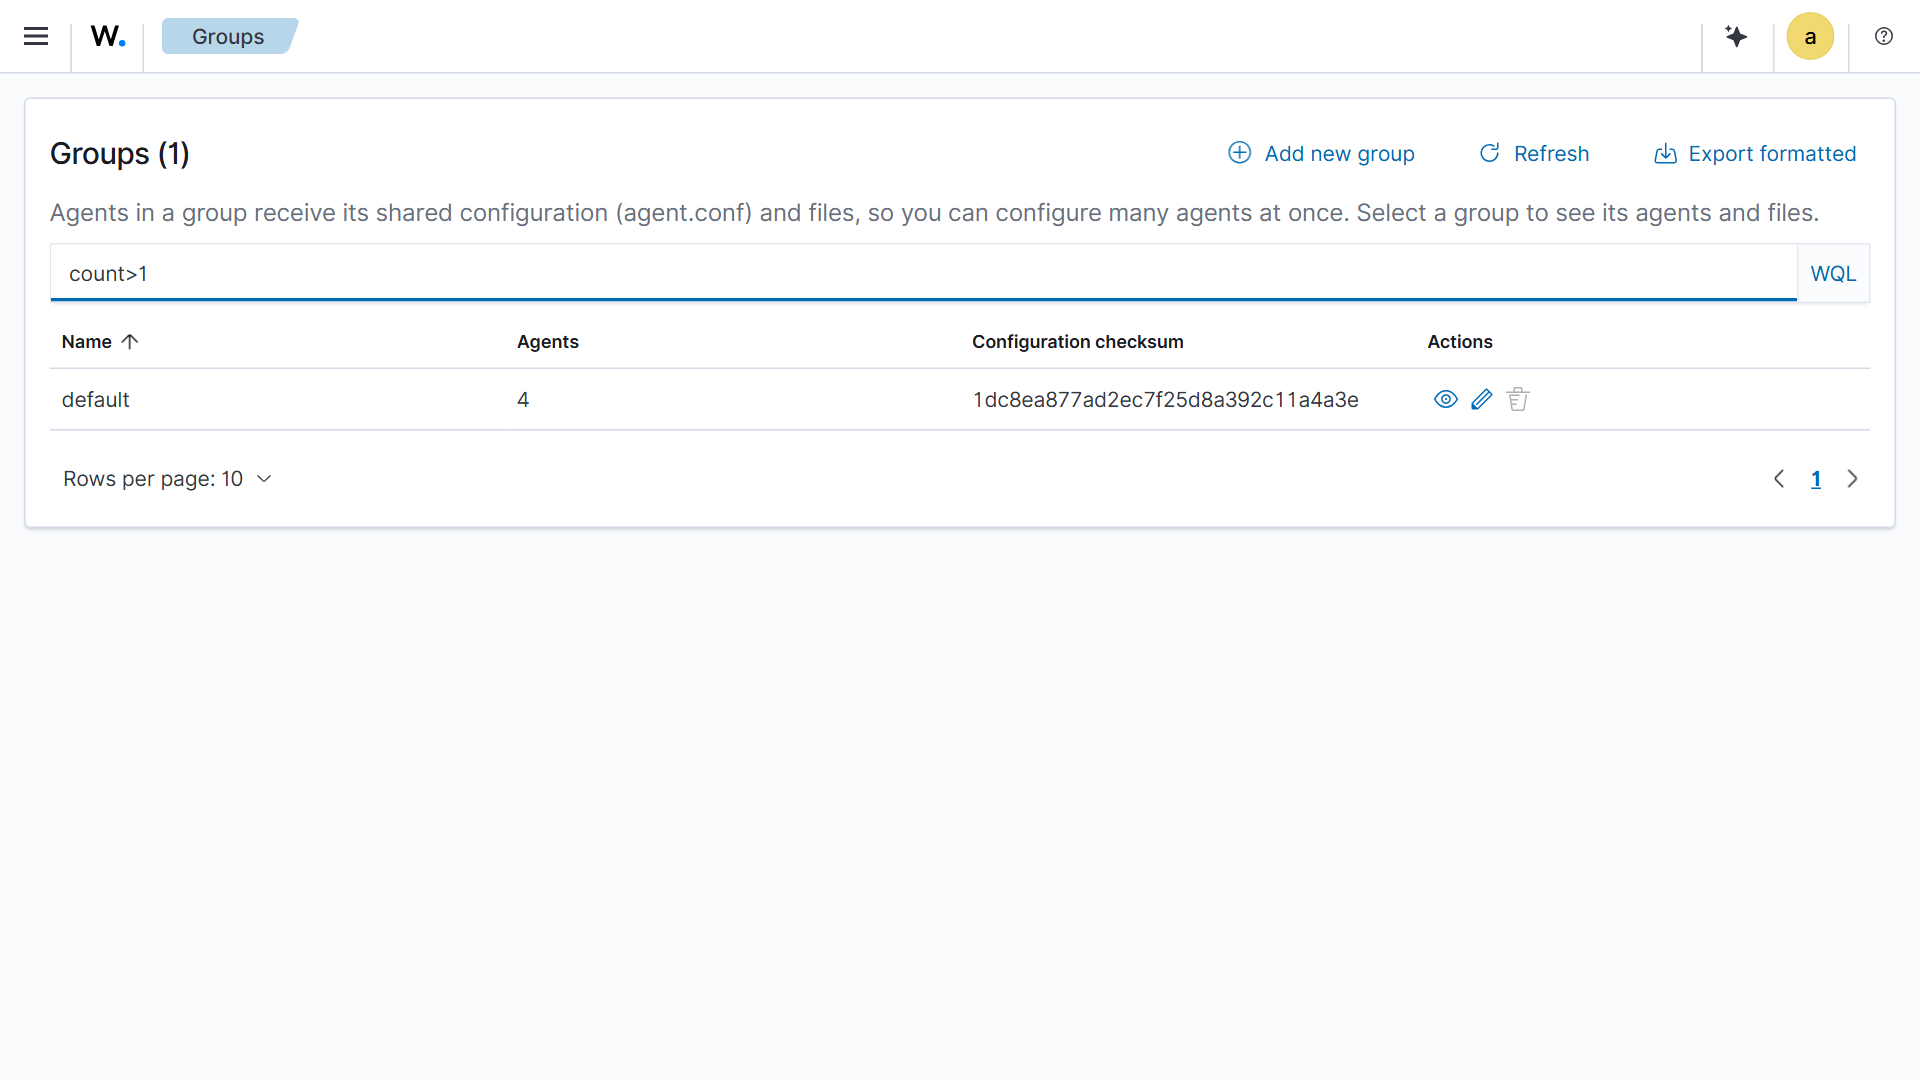 W. Groups a
Groups (1) Add new group Refresh Export formatted
Agents in a group receive its shared configuration (agent.conf) and files, so you can configure many agents at once. Select a group to see its agents and files.
count>1 WQL
Name Agents Configuration checksum Actions
default 4 1dc8ea877ad2ec7f25d8a392c11a4a3e
Rows per page: 10 1